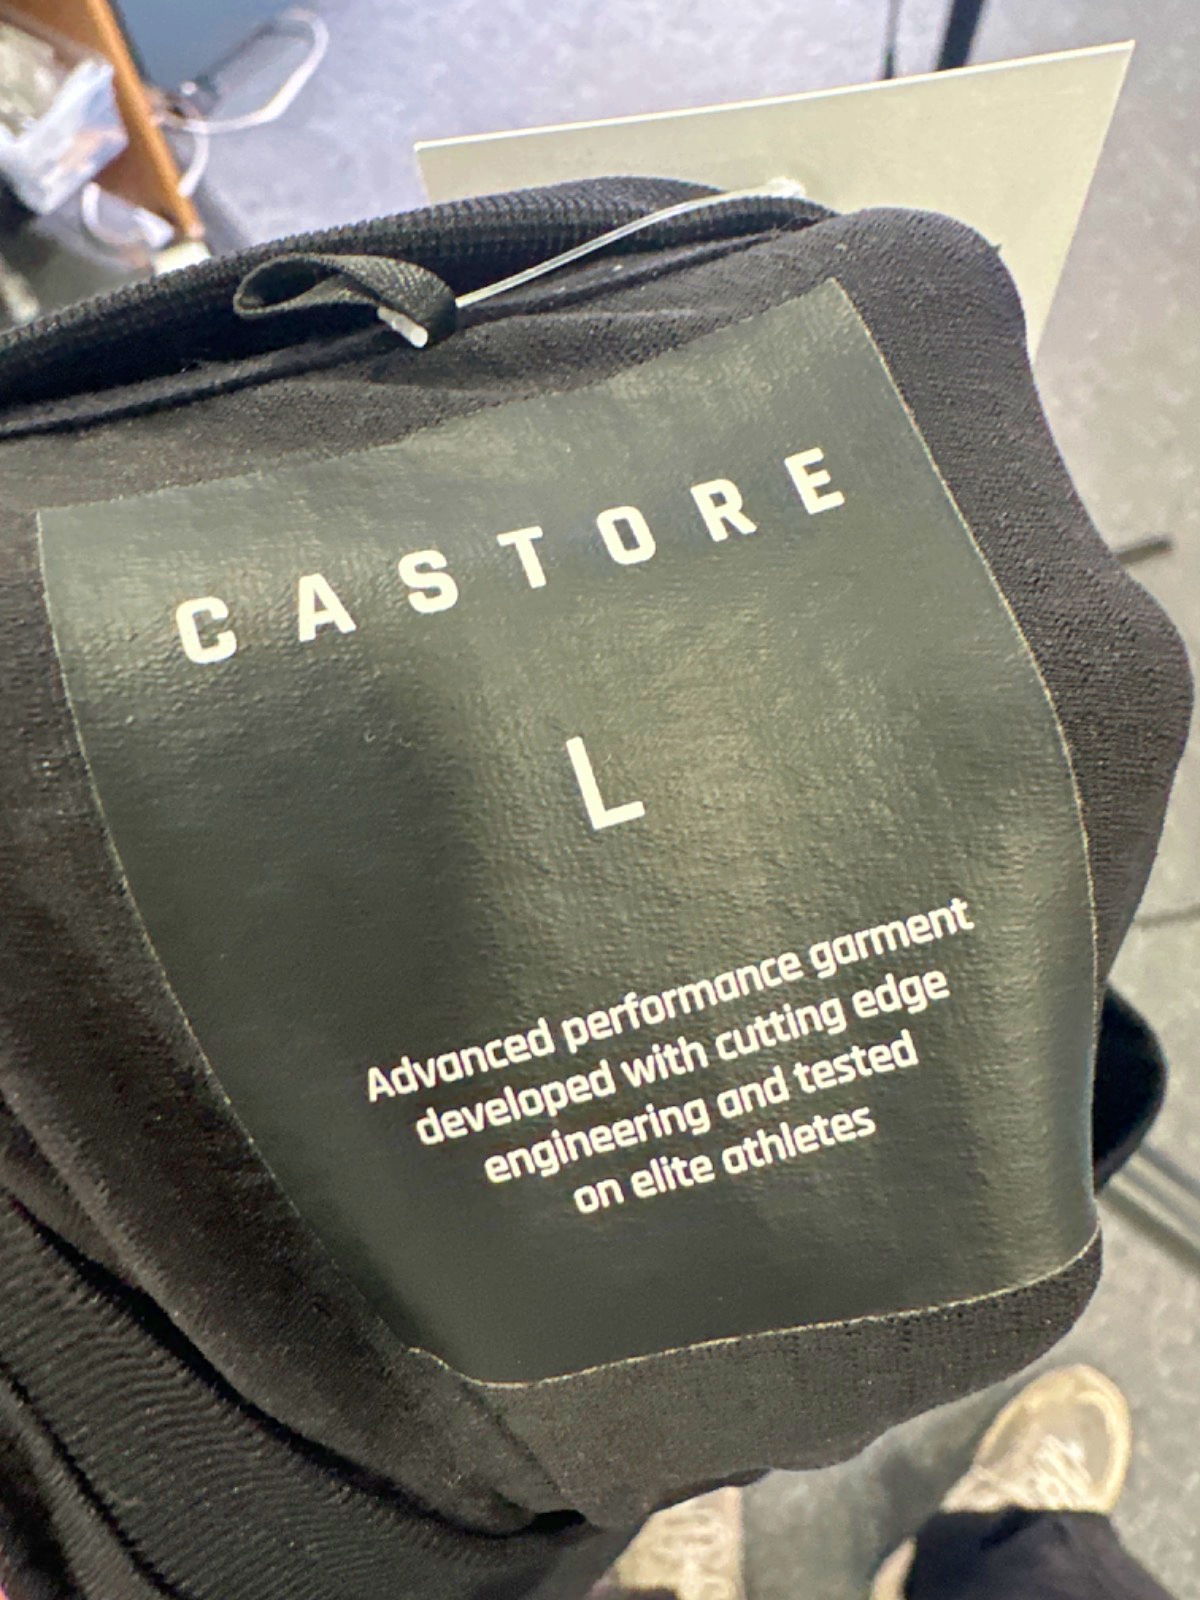 CASTORE
L
Advanced performance garment
developed with cutting edge
engineering and tested
on elite athletes